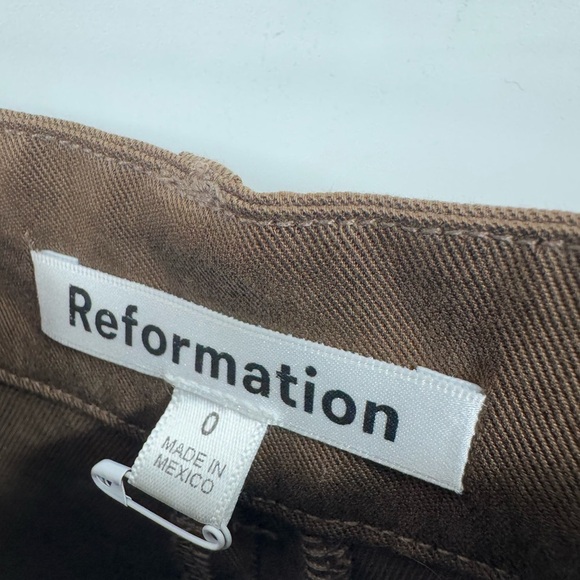 Reformation
0
MADE IN
MEXICO